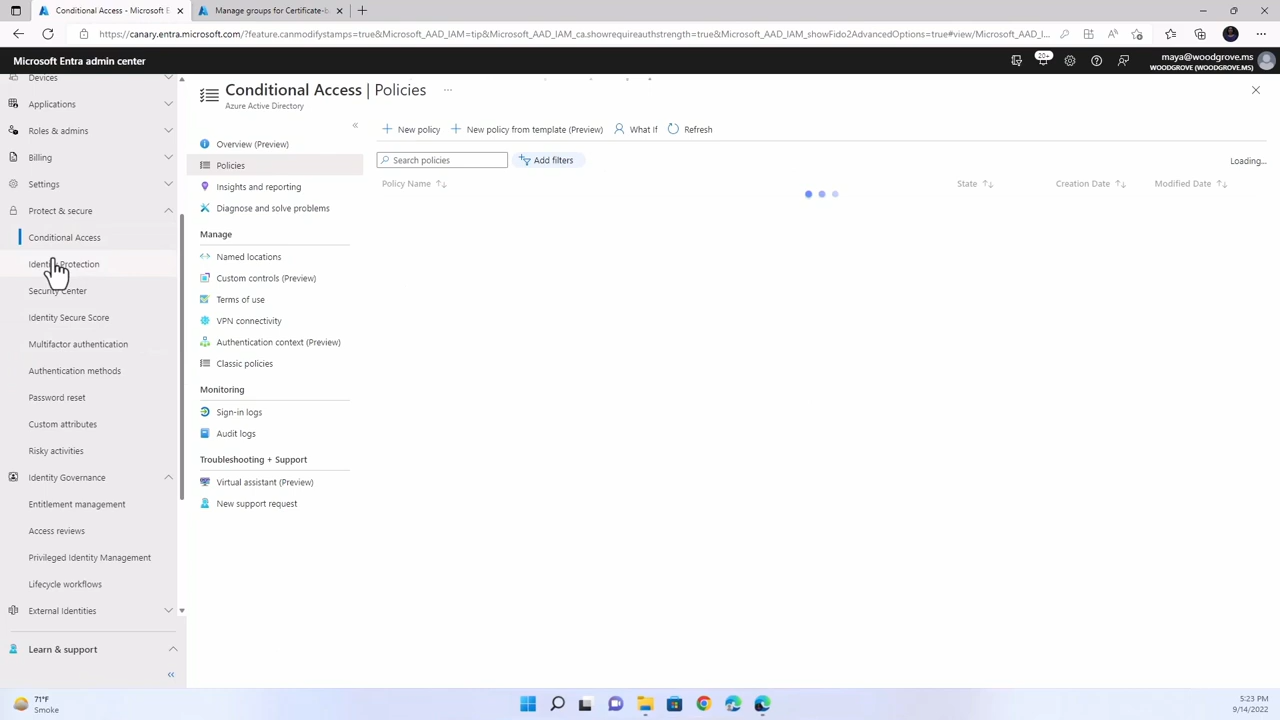 Conditional Access - Microsoft E
Manage groups for Certificate-b
https://canary.entra.microsoft.com/?feature.canmodifystamps=true&Microsoft_AAD_IAM=tip&Microsoft_AAD_IAM_ca.showrequireauthstrength=true&Microsoft_AAD_IAM_showFido2AdvancedOptions=true#view/Microsoft_AAD_I...
Microsoft Entra admin center
20+
maya@woodgrove.ms
WOODGROVE (WOODGROVE.MS)
Devices
Applications
Roles & admins
Billing
Settings
Protect & secure
Conditional Access
Identity Protection
Security Center
Identity Secure Score
Multifactor authentication
Authentication methods
Password reset
Custom attributes
Risky activities
Identity Governance
Entitlement management
Access reviews
Privileged Identity Management
Lifecycle workflows
External Identities
Learn & support
Conditional Access | Policies
...
Azure Active Directory
Overview (Preview)
Policies
Insights and reporting
Diagnose and solve problems
Manage
Named locations
Custom controls (Preview)
Terms of use
VPN connectivity
Authentication context (Preview)
Classic policies
Monitoring
Sign-in logs
Audit logs
Troubleshooting + Support
Virtual assistant (Preview)
New support request
New policy
New policy from template (Preview)
What If
Refresh
Search policies
Add filters
Loading...
Policy Name
State
Creation Date
Modified Date
71°F
Smoke
5:23 PM
9/14/2022